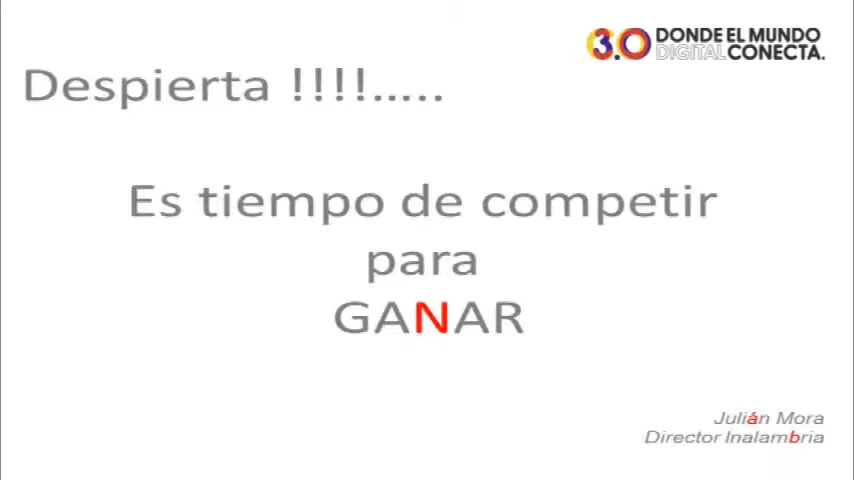 3.0 DONDE EL MUNDO
DIGITAL CONECTA.
Despierta !!!!.....
Es tiempo de competir
para
GANAR
Julián Mora
Director Inalambria